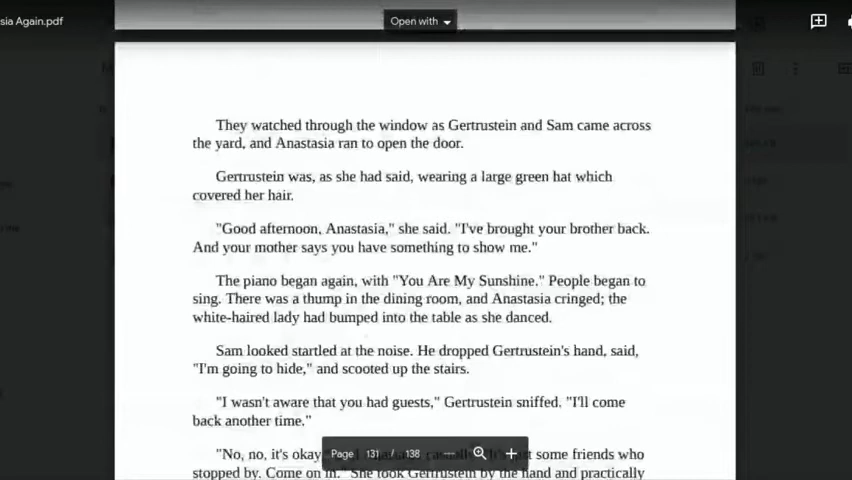 sia Again.pdf
Open with
They watched through the window as Gertrustein and Sam came across
the yard, and Anastasia ran to open the door.
Gertrustein was, as she had said, wearing a large green hat which
covered her hair.
"Good afternoon, Anastasia," she said. "I've brought your brother back.
And your mother says you have something to show me."
The piano began again, with "You Are My Sunshine." People began to
sing. There was a thump in the dining room, and Anastasia cringed; the
white-haired lady had bumped into the table as she danced.
Sam looked startled at the noise. He dropped Gertrustein's hand, said,
"I'm going to hide," and scooted up the stairs.
"I wasn't aware that you had guests," Gertrustein sniffed. "I'll come
back another time."
"No, no, it's okay some friends who
stopped by. Come on in." She took Gertrustein by the hand and practically
Page 131 / 138